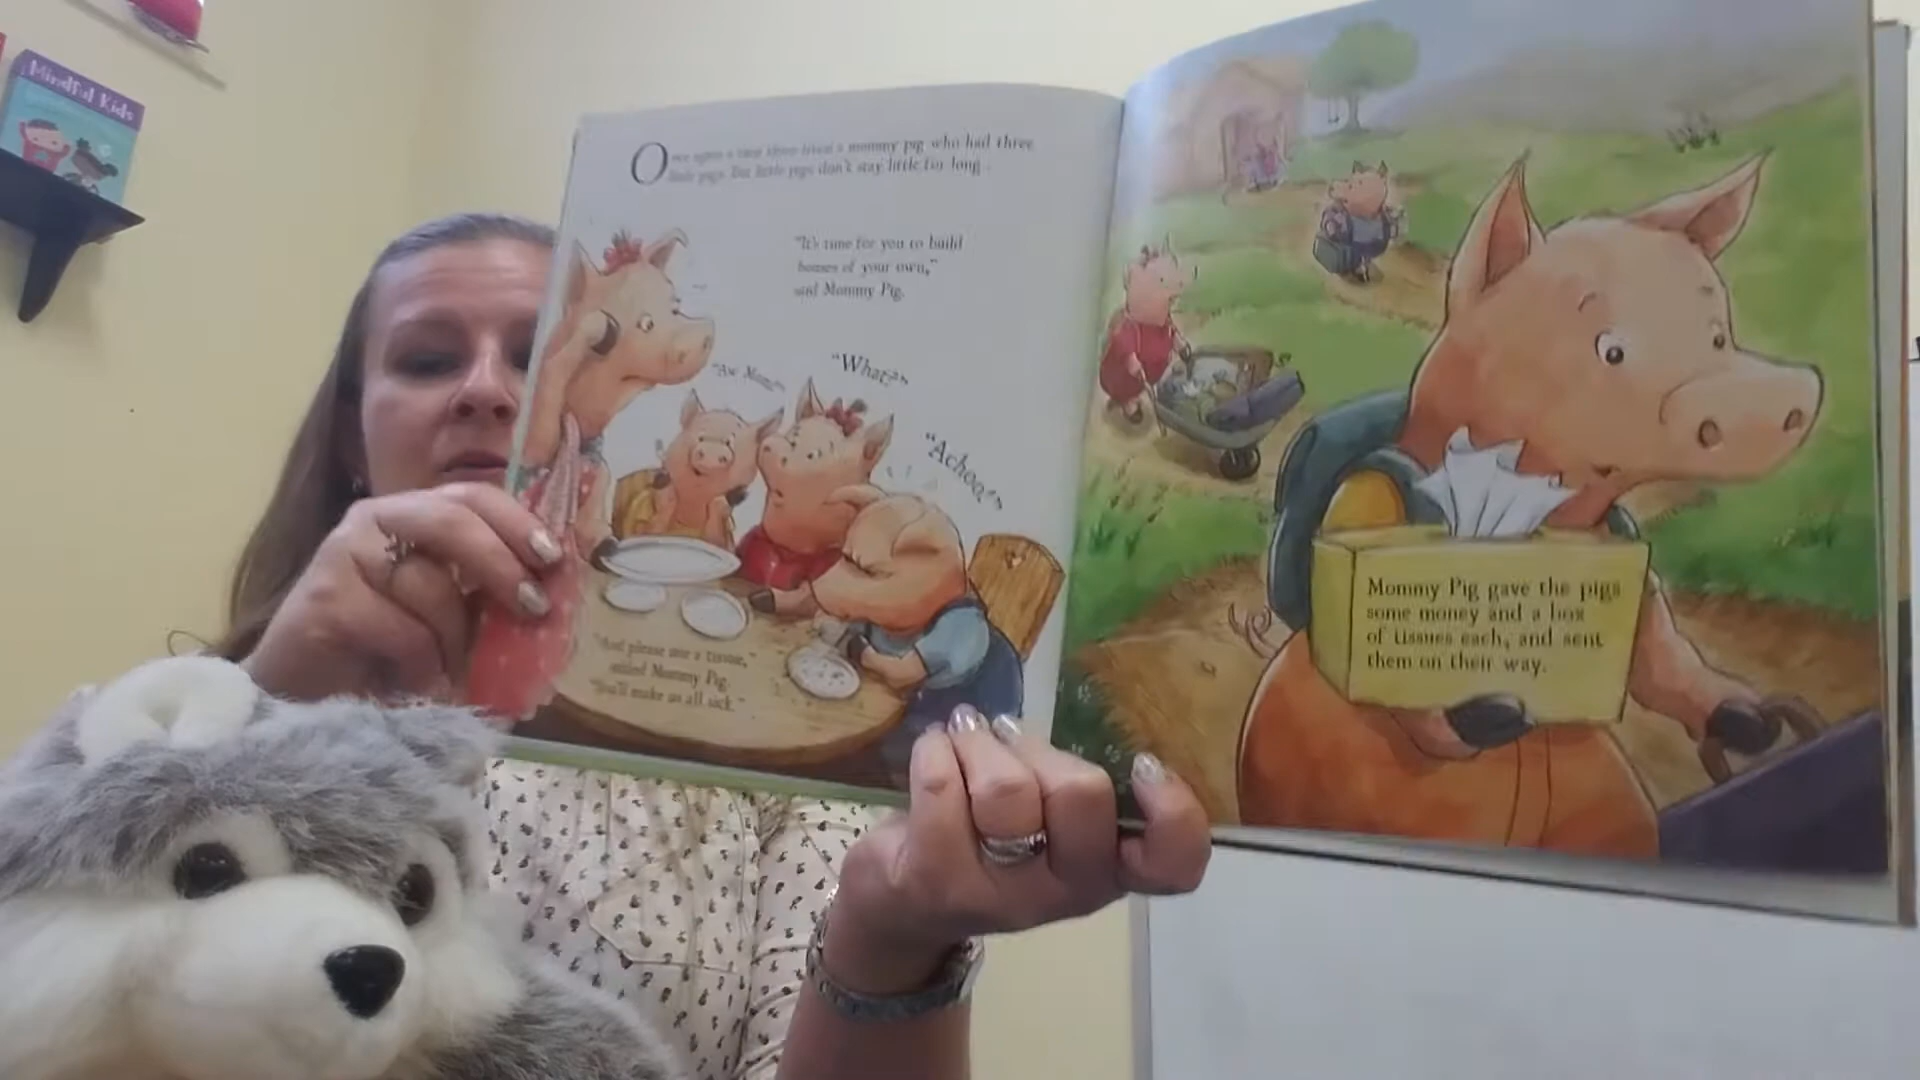 Mindful Kids
Once upon a time there lived a mommy pig who had three
little pigs. But little pigs don't stay little for long.
"It's time for you to build
houses of your own,"
said Mommy Pig.
"Aw Mom!"
"What?"
"Achoo!"
"And please use a tissue,"
added Mommy Pig.
"You'll make us all sick."
Mommy Pig gave the pigs
some money and a box
of tissues each, and sent
them on their way.